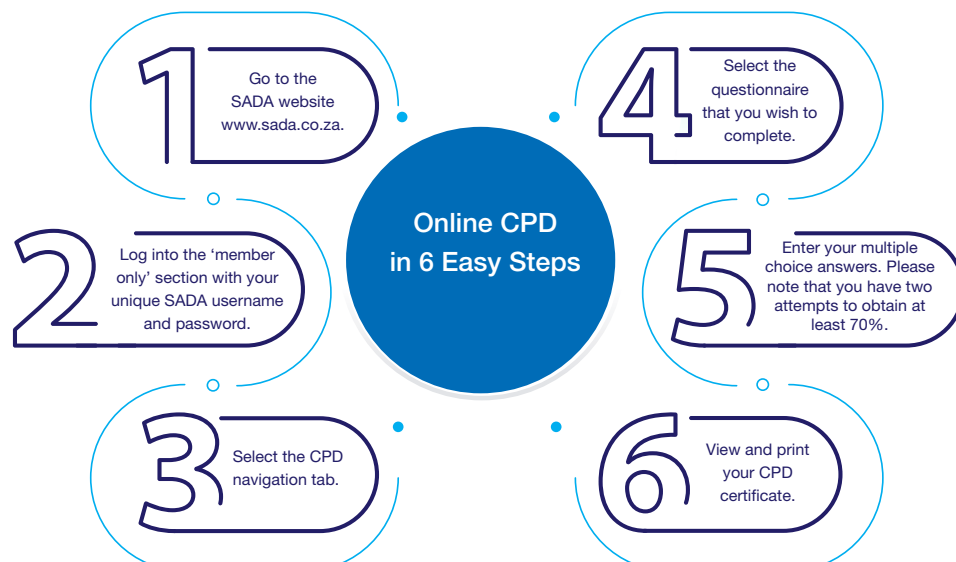 Online CPD
in 6 Easy Steps
1
Go to the
SADA website
www.sada.co.za.
2
Log into the ‘member
only’ section with your
unique SADA username
and password.
3
Select the CPD
navigation tab.
4
Select the
questionnaire
that you wish to
complete.
5
Enter your multiple
choice answers. Please
note that you have two
attempts to obtain at
least 70%.
6
View and print
your CPD
certificate.